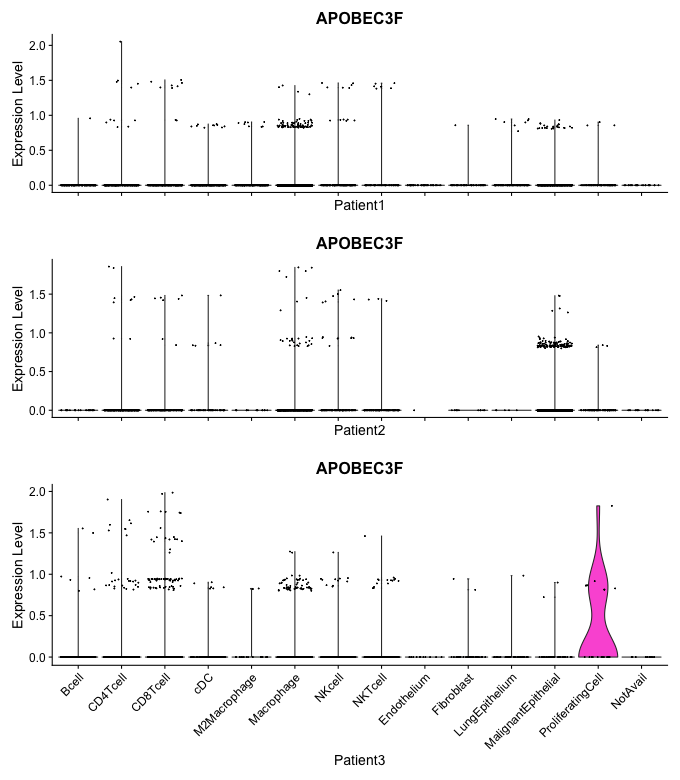 APOBEC3F
Expression Level
2.0
1.5
1.0
0.5
0.0
Patient1
APOBEC3F
Expression Level
1.5
1.0
0.5
0.0
Patient2
APOBEC3F
Expression Level
2.0
1.5
1.0
0.5
0.0
Bcell
CD4Tcell
CD8Tcell
cDC
M2Macrophage
Macrophage
NKcell
NKTcell
Endothelium
Fibroblast
LungEpithelium
MalignantEpithelial
ProliferatingCell
NotAvail
Patient3